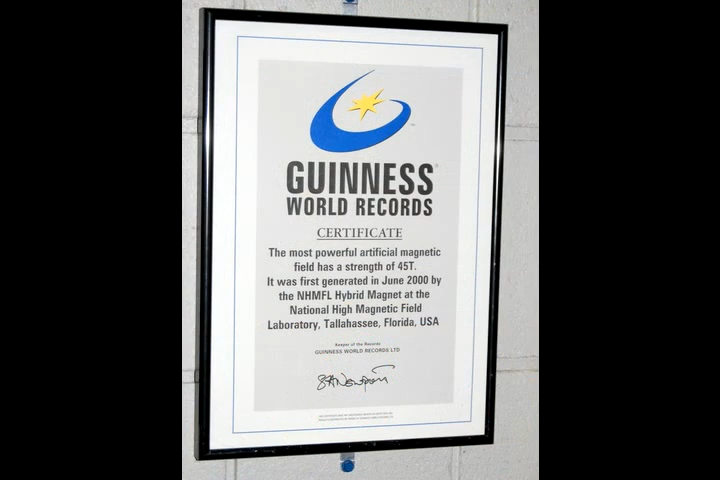 GUINNESS
WORLD RECORDS
CERTIFICATE
The most powerful artificial magnetic
field has a strength of 45T.
It was first generated in June 2000 by
the NHMFL Hybrid Magnet at the
National High Magnetic Field
Laboratory, Tallahassee, Florida, USA
Keeper of the Records
GUINNESS WORLD RECORDS LTD